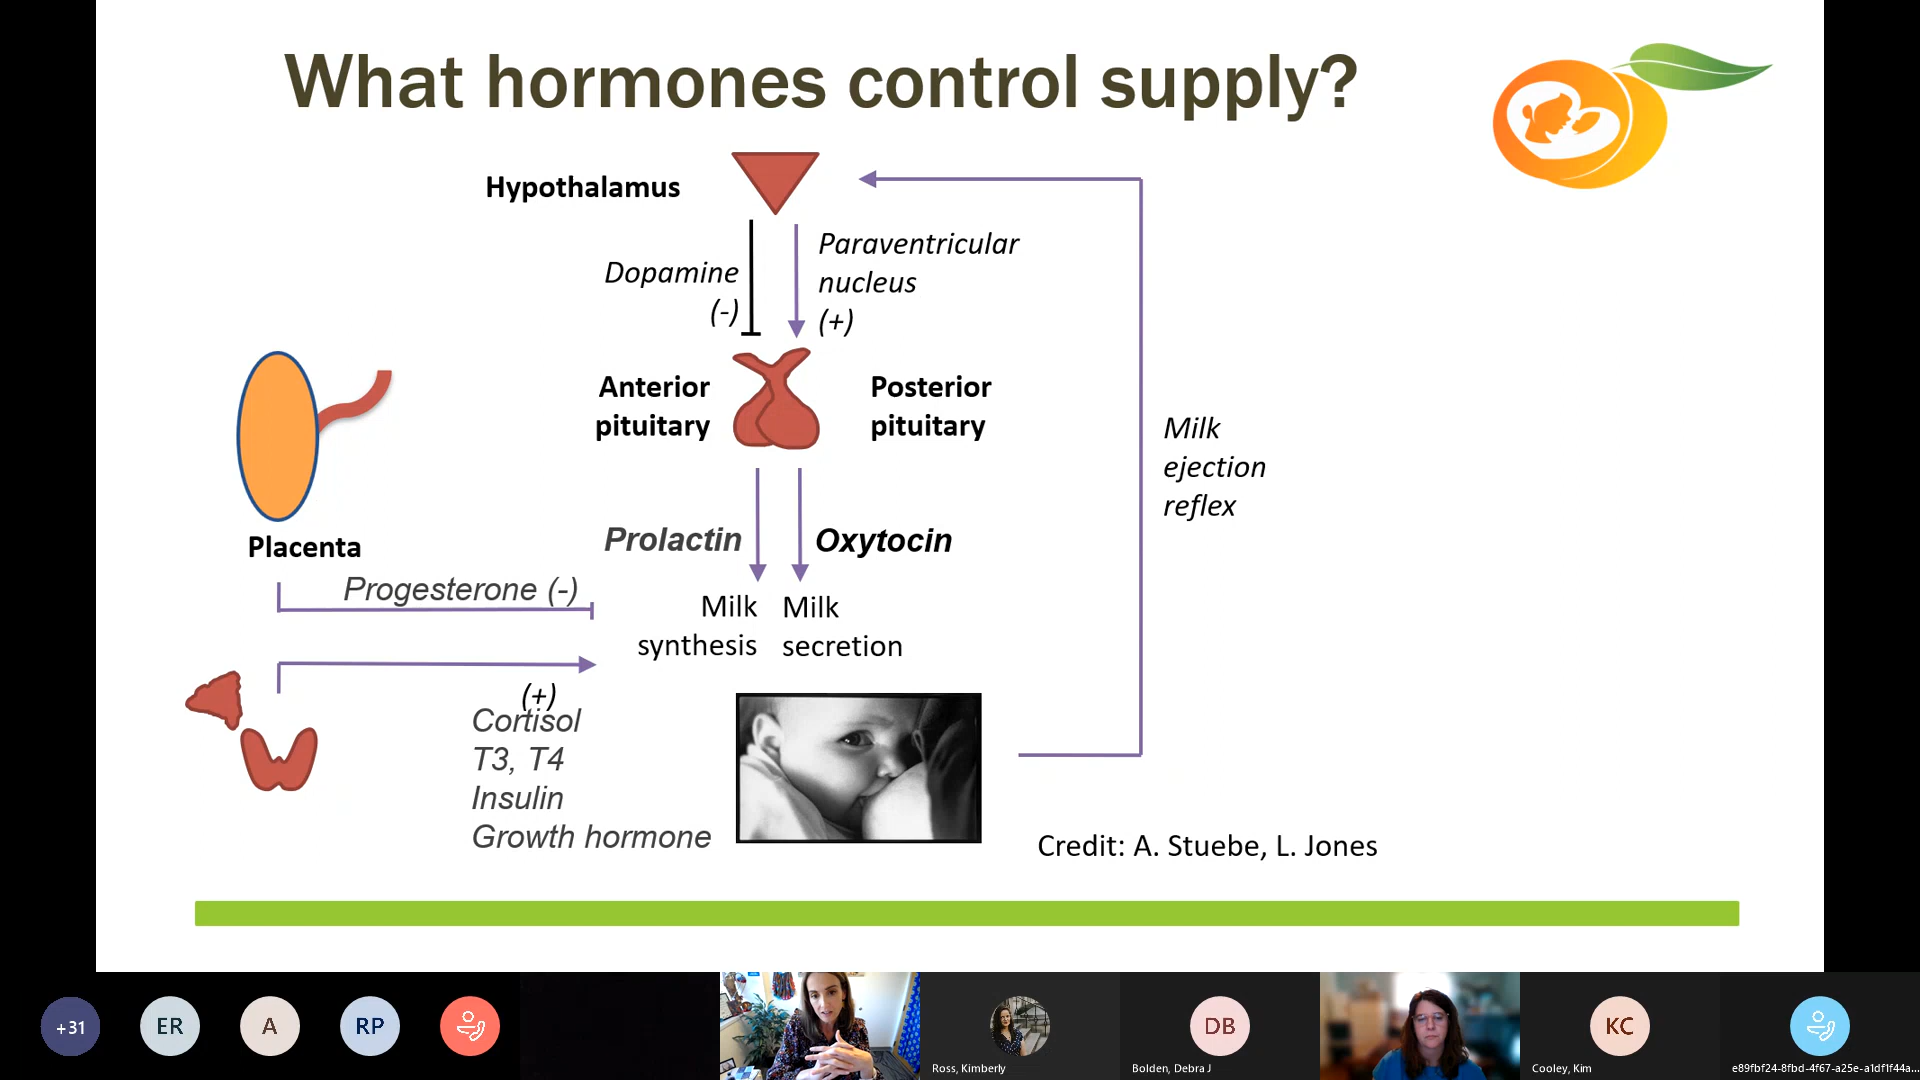 What hormones control supply?
Hypothalamus
Dopamine
(-)
Paraventricular
nucleus
(+)
Anterior
pituitary
Posterior
pituitary
Milk
ejection
reflex
Placenta
Progesterone (-)
Prolactin
Oxytocin
Milk
synthesis
Milk
secretion
(+)
Cortisol
T3, T4
Insulin
Growth hormone
Credit: A. Stuebe, L. Jones
+31
ER
A
RP
Ross, Kimberly
DB
Bolden, Debra J
KC
Cooley, Kim
e89fbf24-8fbd-4f67-a25e-a1df1f44a...